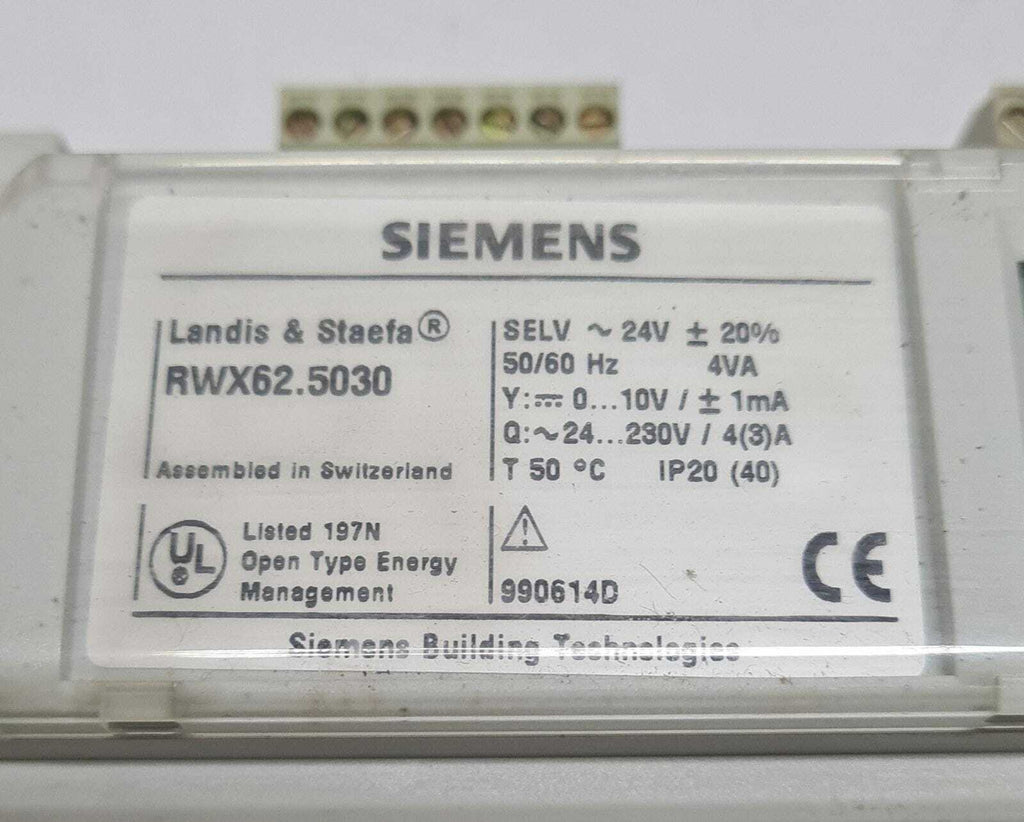 SIEMENS
Landis & Staefa®
RWX62.5030
Assembled in Switzerland
SELV ~ 24V ± 20%
50/60 Hz 4VA
Y:⎓ 0...10V / ± 1mA
Q:~24...230V / 4(3)A
T 50 °C IP20 (40)
UL
Listed 197N
Open Type Energy
Management
990614D
CE
Siemens Building Technologies